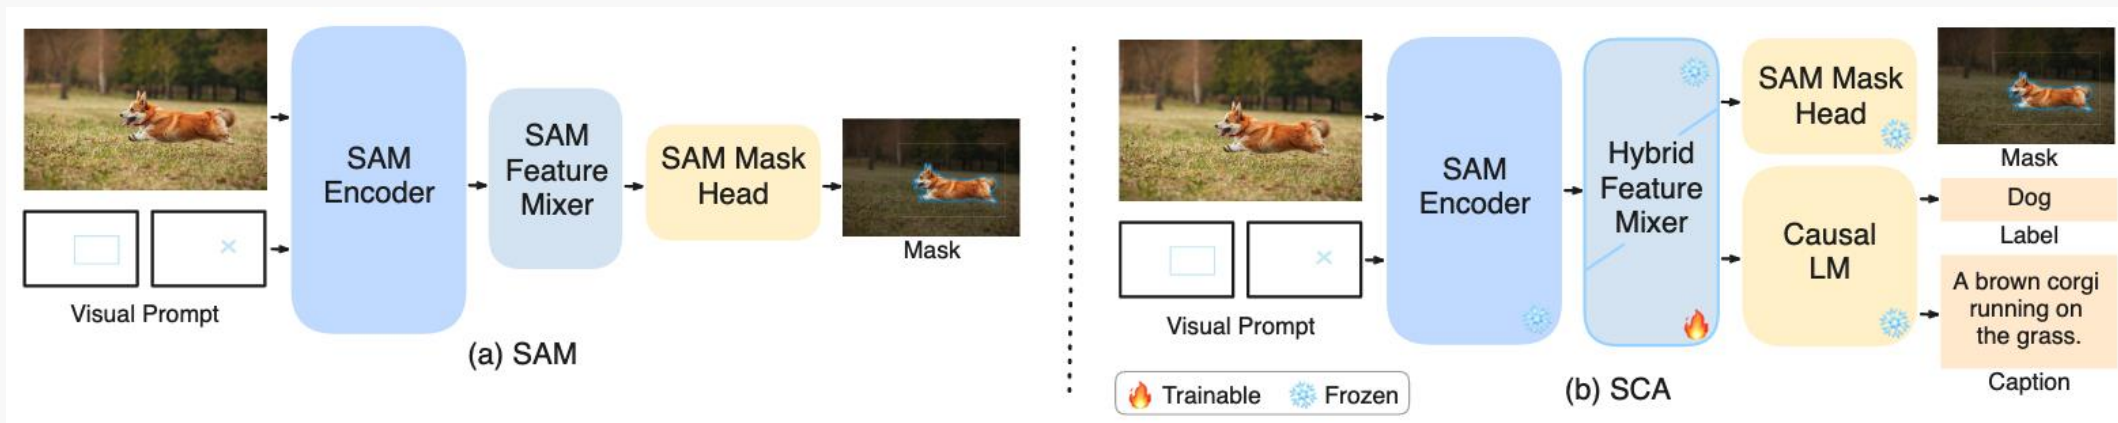 SAM
Encoder
SAM
Feature
Mixer
SAM Mask
Head
Mask
Visual Prompt
(a) SAM
SAM
Encoder
Hybrid
Feature
Mixer
SAM Mask
Head
Causal
LM
Mask
Dog
Label
A brown corgi
running on
the grass.
Caption
Visual Prompt
Trainable
Frozen
(b) SCA